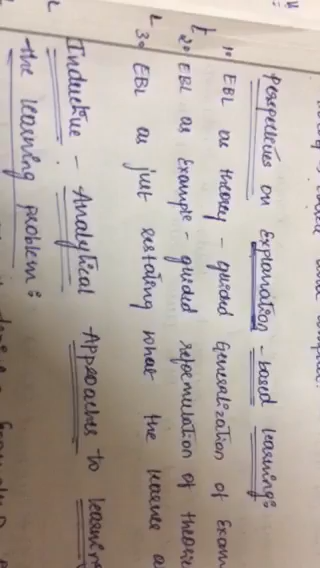 Perspectives on Explanation - based learning:
1° EBL as theory - guided Generalization of Exam
2° EBL as Example - guided reformulation of theorie
3° EBL as just restating what the learner a
Inductive - Analytical Approaches to learnin
the learning problem: